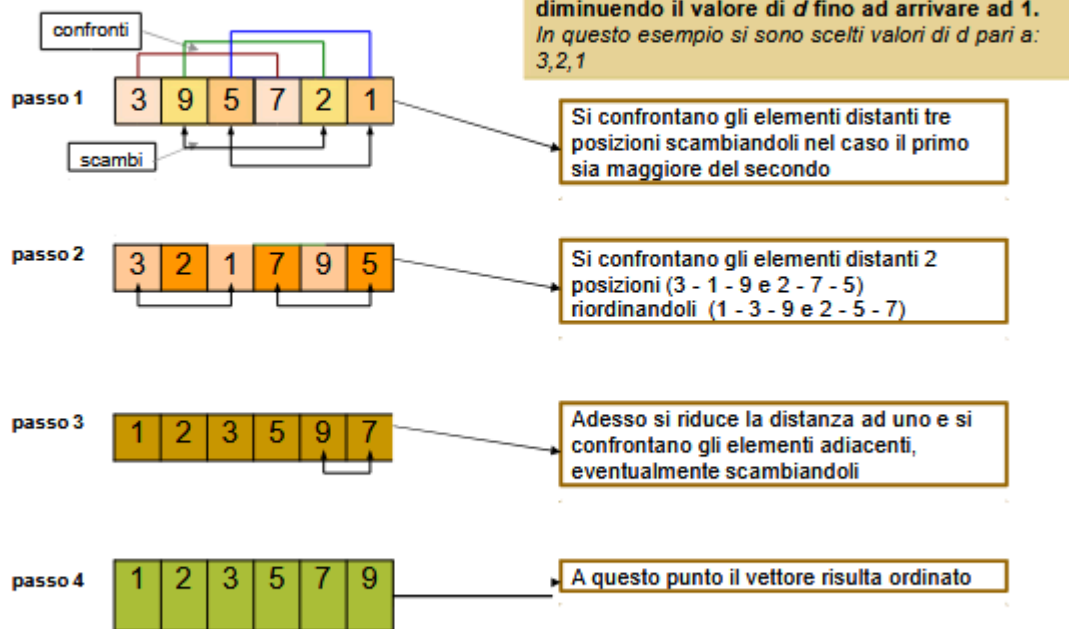 diminuendo il valore di d fino ad arrivare ad 1.
In questo esempio si sono scelti valori di d pari a:
3,2,1
confronti
passo 1
3 9 5 7 2 1
scambi
Si confrontano gli elementi distanti tre
posizioni scambiandoli nel caso il primo
sia maggiore del secondo
passo 2
3 2 1 7 9 5
Si confrontano gli elementi distanti 2
posizioni (3 - 1 - 9 e 2 - 7 - 5)
riordinandoli (1 - 3 - 9 e 2 - 5 - 7)
passo 3
1 2 3 5 9 7
Adesso si riduce la distanza ad uno e si
confrontano gli elementi adiacenti,
eventualmente scambiandoli
passo 4
1 2 3 5 7 9
A questo punto il vettore risulta ordinato